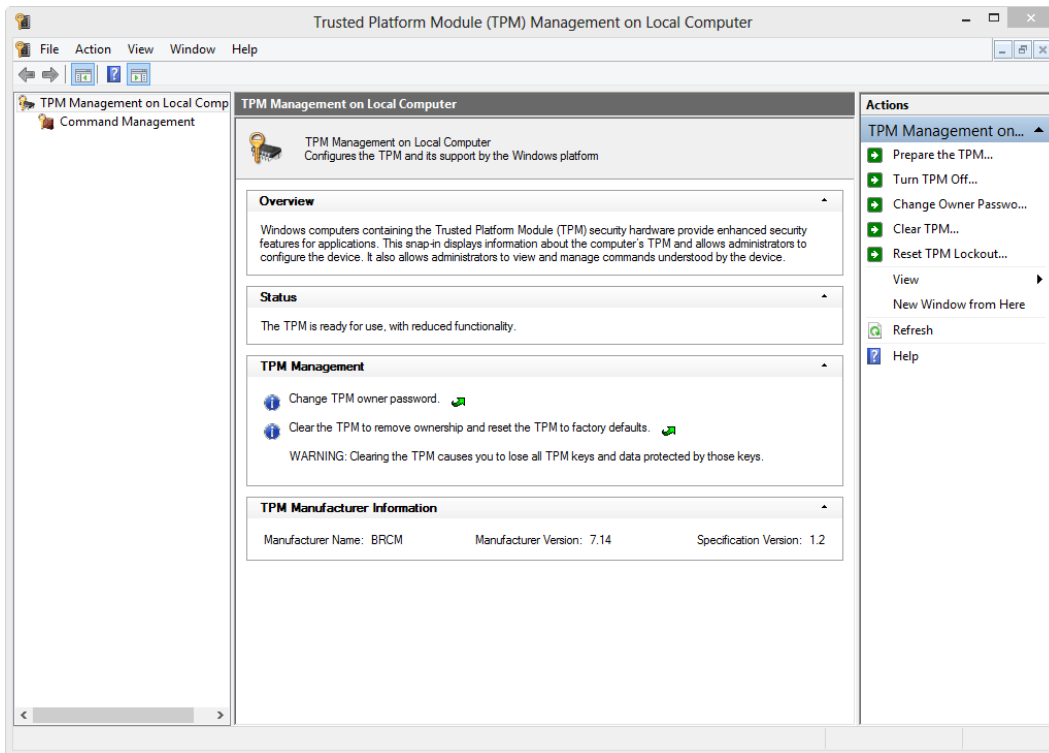 Trusted Platform Module (TPM) Management on Local Computer
File Action View Window Help
TPM Management on Local Comp
Command Management
TPM Management on Local Computer
TPM Management on Local Computer
Configures the TPM and its support by the Windows platform
Overview
Windows computers containing the Trusted Platform Module (TPM) security hardware provide enhanced security
features for applications. This snap-in displays information about the computer's TPM and allows administrators to
configure the device. It also allows administrators to view and manage commands understood by the device.
Status
The TPM is ready for use, with reduced functionality.
TPM Management
Change TPM owner password.
Clear the TPM to remove ownership and reset the TPM to factory defaults.
WARNING: Clearing the TPM causes you to lose all TPM keys and data protected by those keys.
TPM Manufacturer Information
Manufacturer Name: BRCM Manufacturer Version: 7.14 Specification Version: 1.2
Actions
TPM Management on...
Prepare the TPM...
Turn TPM Off...
Change Owner Passwo...
Clear TPM...
Reset TPM Lockout...
View
New Window from Here
Refresh
Help